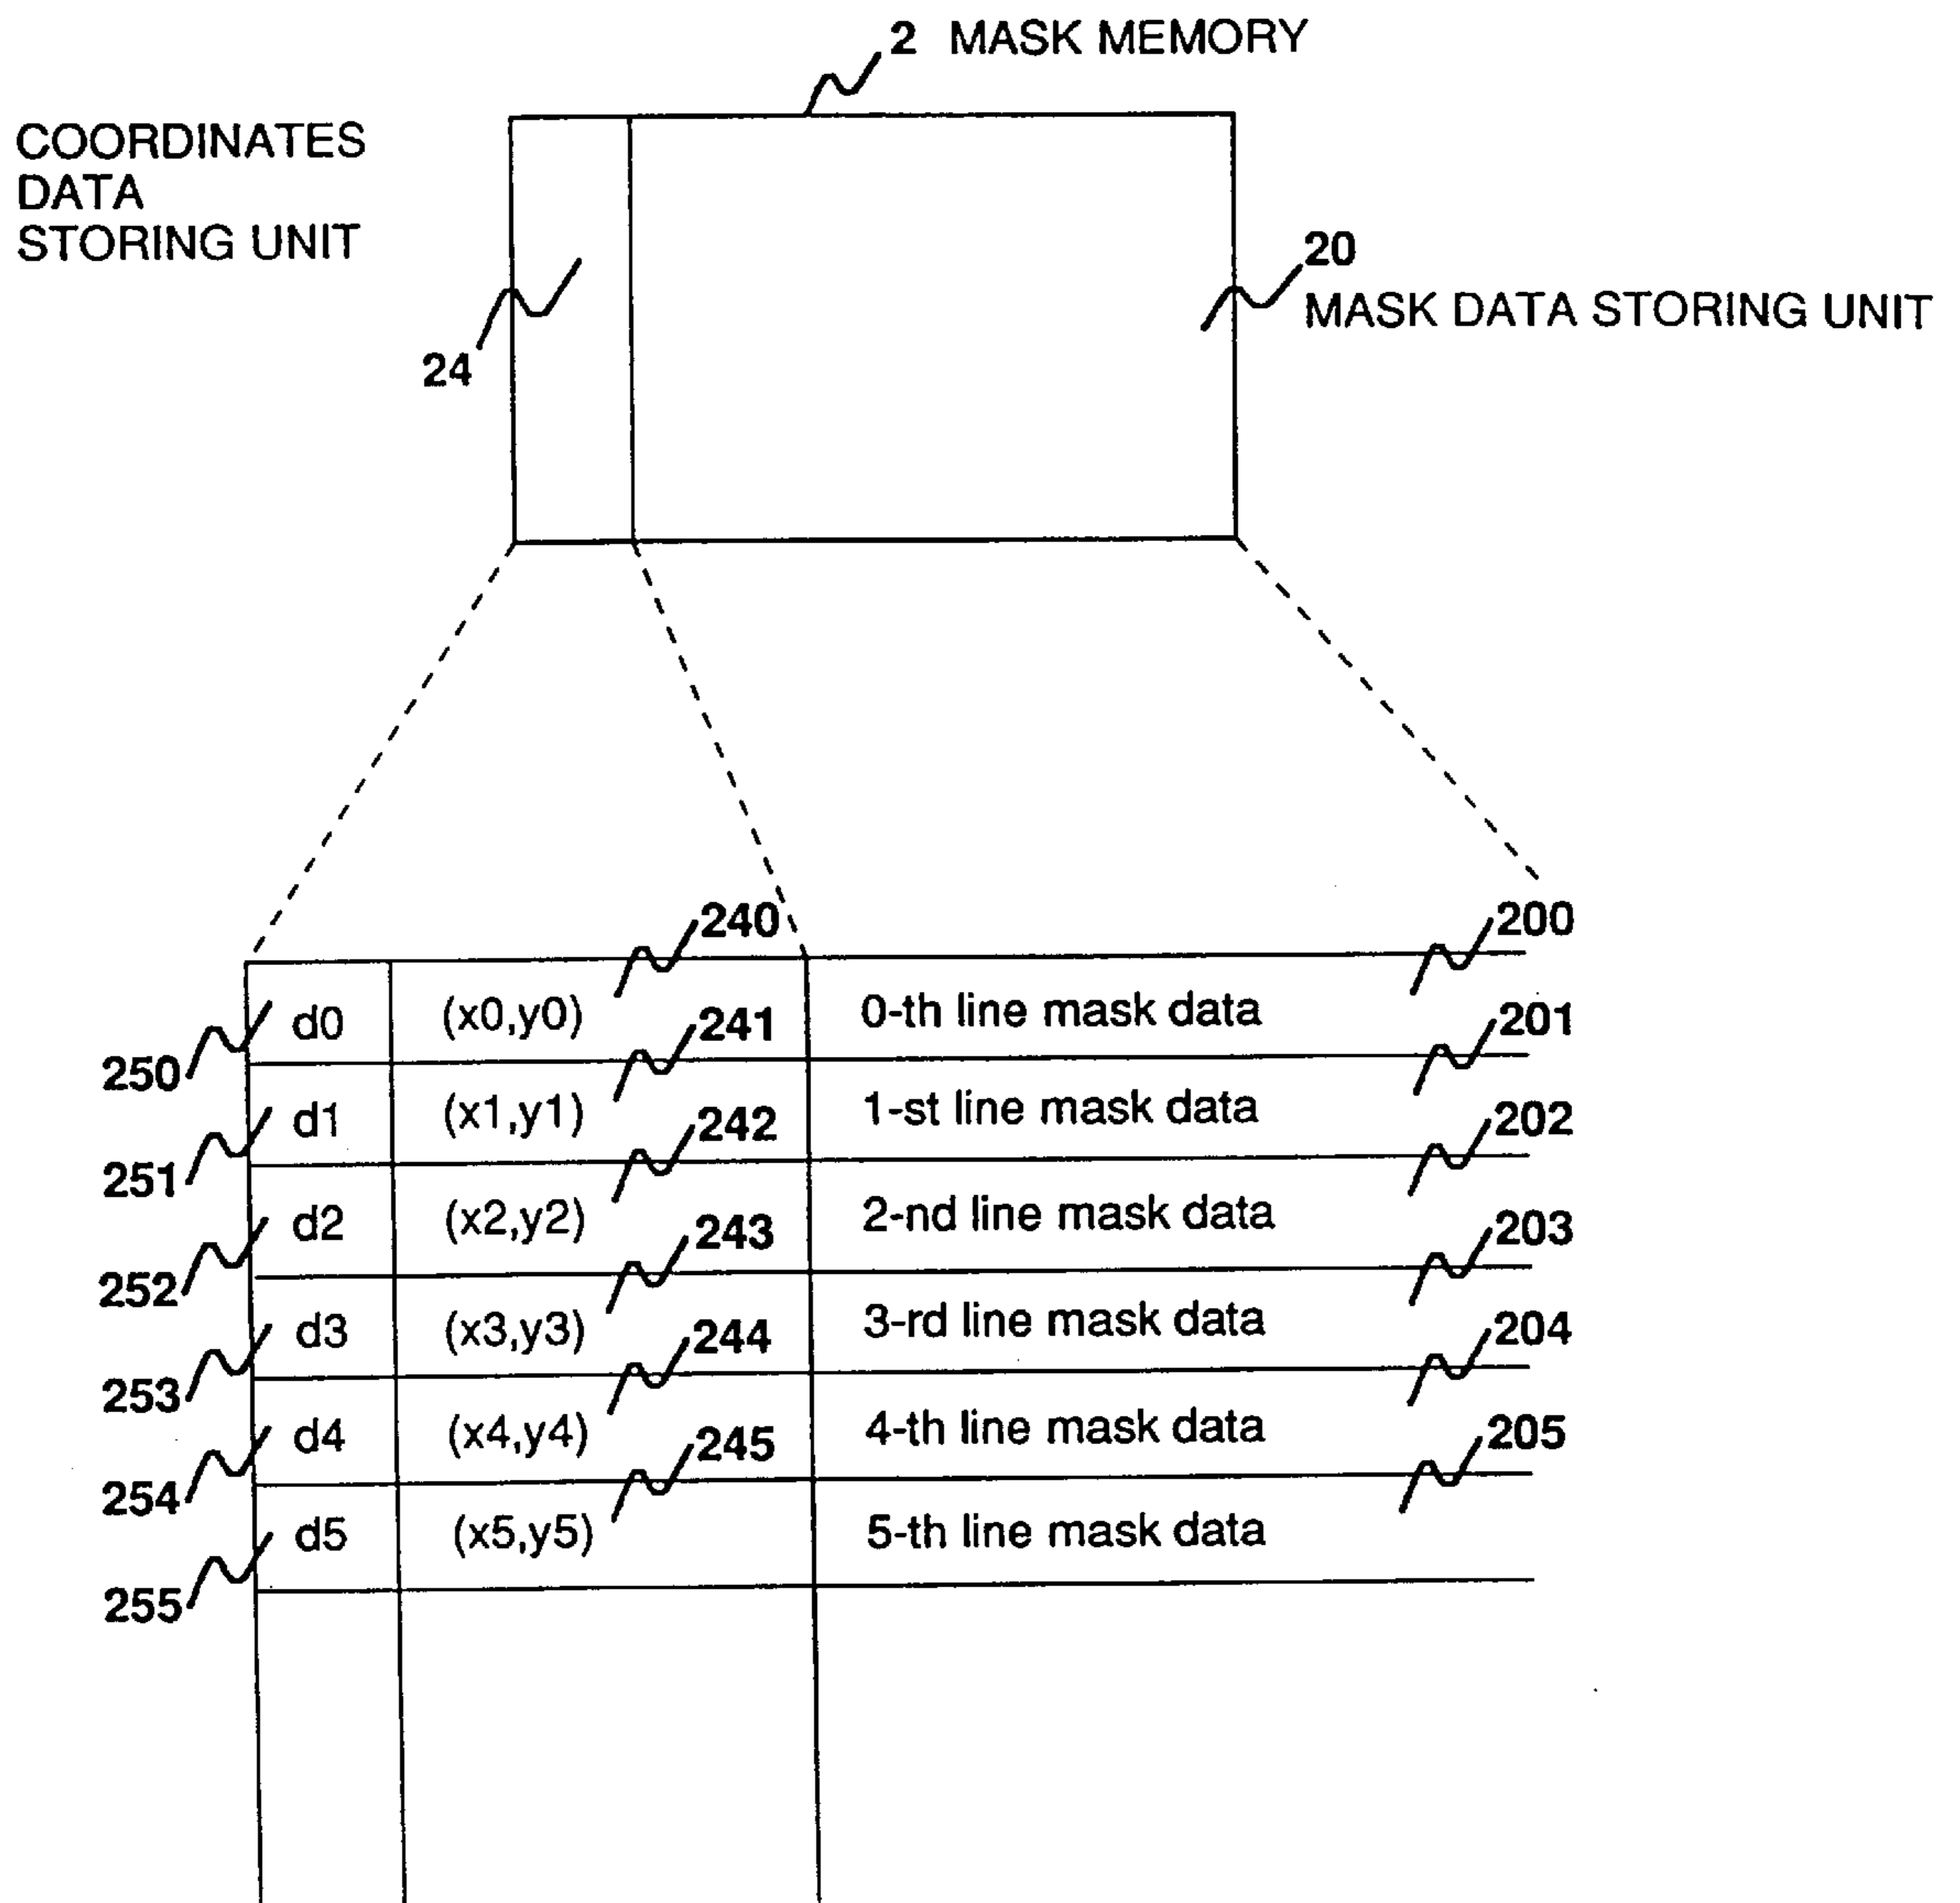 2 MASK MEMORY
COORDINATES
DATA
STORING UNIT
20
MASK DATA STORING UNIT
24
240
200
d0 (x0,y0) 0-th line mask data
250
241
201
d1 (x1,y1) 1-st line mask data
251
242
202
d2 (x2,y2) 2-nd line mask data
252
243
203
d3 (x3,y3) 3-rd line mask data
253
244
204
d4 (x4,y4) 4-th line mask data
254
245
205
d5 (x5,y5) 5-th line mask data
255